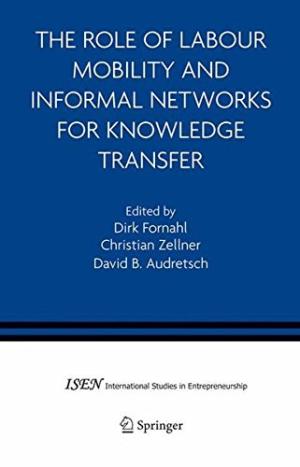 THE ROLE OF LABOUR
MOBILITY AND
INFORMAL NETWORKS
FOR KNOWLEDGE
TRANSFER
Edited by
Dirk Fornahl
Christian Zellner
David B. Audretsch
ISEN International Studies in Entrepreneurship
Springer